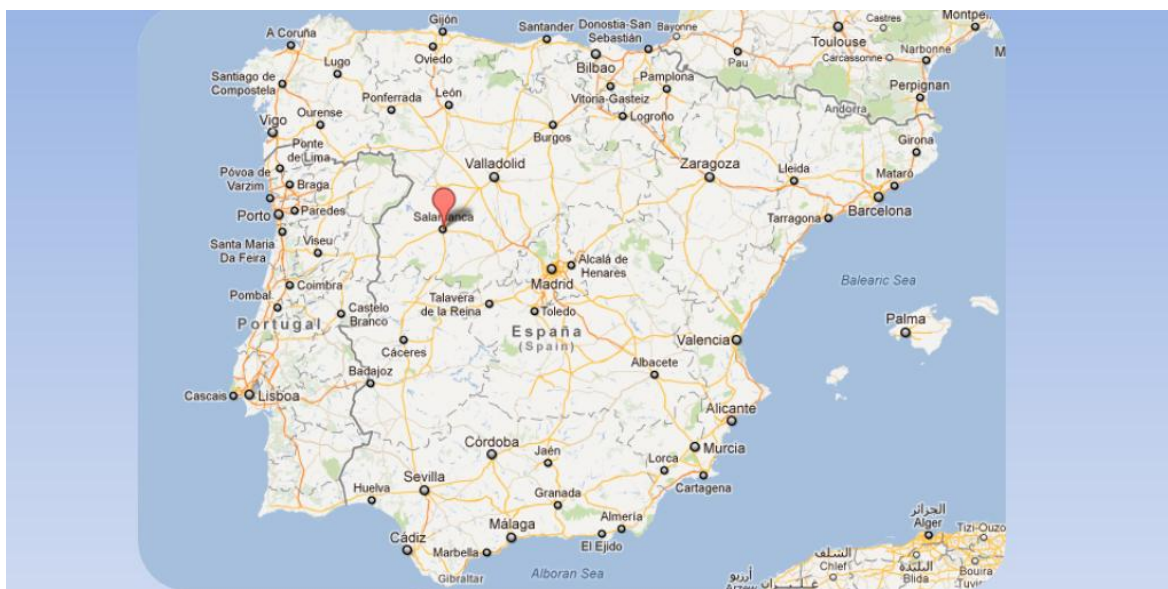 Gijón
Santander
Donostia-San
Sebastián
Bayonne
Toulouse
Castres
Montpel
A Coruña
Oviedo
Bilbao
Pau
Carcassonne
Narbonne
M
Lugo
Santiago de
Compostela
Ponferrada
León
Vitoria-Gasteiz
Pamplona
Perpignan
Andorra
Vigo
Ourense
Burgos
Logroño
Girona
Ponte
de Lima
Póvoa de
Varzim
Braga
Valladolid
Zaragoza
Lleida
Mataró
Porto
Paredes
Salamanca
Tarragona
Barcelona
Santa Maria
Da Feira
Viseu
Alcalá de
Henares
Madrid
Balearic Sea
Coimbra
Pombal
Talavera
de la Reina
Toledo
Castelo
Branco
Portugal
España
(Spain)
Palma
Cáceres
Valencia
Badajoz
Albacete
Cascais
Lisboa
Alicante
Córdoba
Jaén
Murcia
Lorca
Sevilla
Cartagena
Huelva
Granada
Almería
Málaga
El Ejido
Cádiz
Marbella
Gibraltar
Alboran Sea
الجزائر
Alger
Tizi-Ouzo
الشلف
Chlef
البليدة
Blida
Bouira